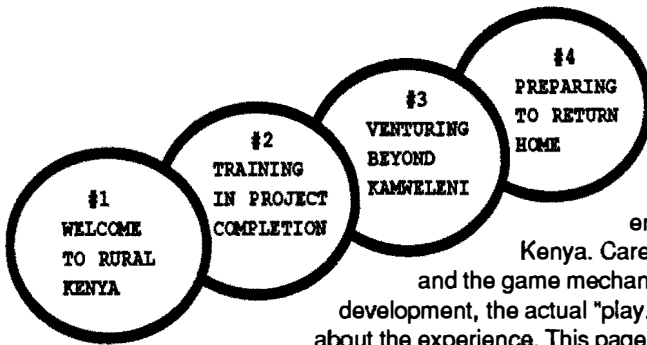 #1
WELCOME
TO RURAL
KENYA
#2
TRAINING
IN PROJECT
COMPLETION
#3
VENTURING
BEYOND
KAMWELENI
#4
PREPARING
TO RETURN
HOME
er
Kenya. Care
and the game mechan
development, the actual "play.
about the experience. This page